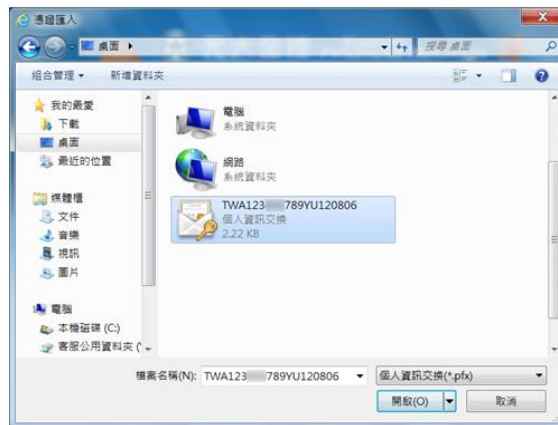 憑證匯入
桌面
搜尋 桌面
組合管理
新增資料夾
我的最愛
下載
桌面
最近的位置
媒體櫃
文件
音樂
視訊
圖片
電腦
本機磁碟 (C:)
客服公用資料夾 (
電腦
系統資料夾
網路
系統資料夾
TWA123 789YU120806
個人資訊交換
2.22 KB
檔案名稱(N): TWA123 789YU120806
個人資訊交換(*.pfx)
開啟(O)
取消